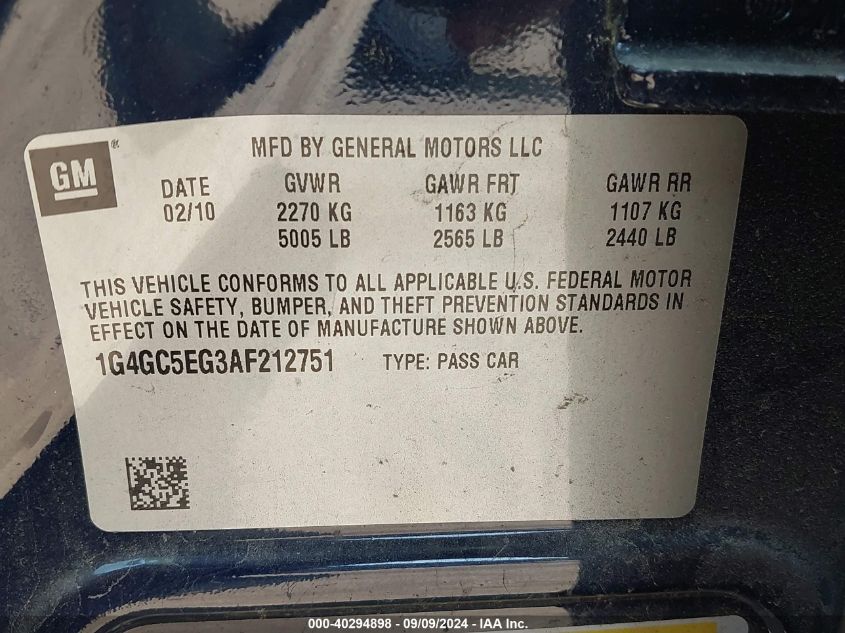 GM®
MFD BY GENERAL MOTORS LLC
DATE GVWR GAWR FRT GAWR RR
02/10 2270 KG 1163 KG 1107 KG
5005 LB 2565 LB 2440 LB
THIS VEHICLE CONFORMS TO ALL APPLICABLE U.S. FEDERAL MOTOR
VEHICLE SAFETY, BUMPER, AND THEFT PREVENTION STANDARDS IN
EFFECT ON THE DATE OF MANUFACTURE SHOWN ABOVE.
1G4GC5EG3AF212751 TYPE: PASS CAR
000-40294898 - 09/09/2024 - IAA Inc.